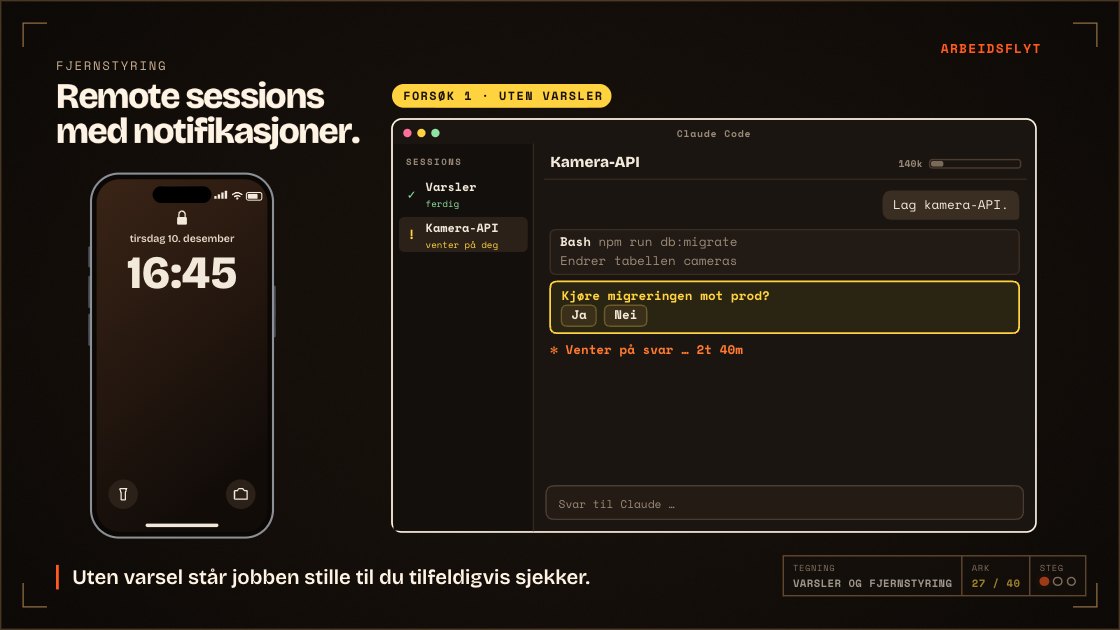 ARBEIDSFLYT
FJERNSTYRING
Remote sessions
med notifikasjoner.
tirsdag 10. desember
16:45
FORSØK 1 · UTEN VARSLER
Claude Code
SESSIONS
✓ Varsler
ferdig
! Kamera-API
venter på deg
Kamera-API
140k
Lag kamera-API.
Bash npm run db:migrate
Endrer tabellen cameras
Kjøre migreringen mot prod?
Ja Nei
✻ Venter på svar … 2t 40m
Svar til Claude …
Uten varsel står jobben stille til du tilfeldigvis sjekker.
TEGNING
VARSLER OG FJERNSTYRING
ARK
27 / 40
STEG